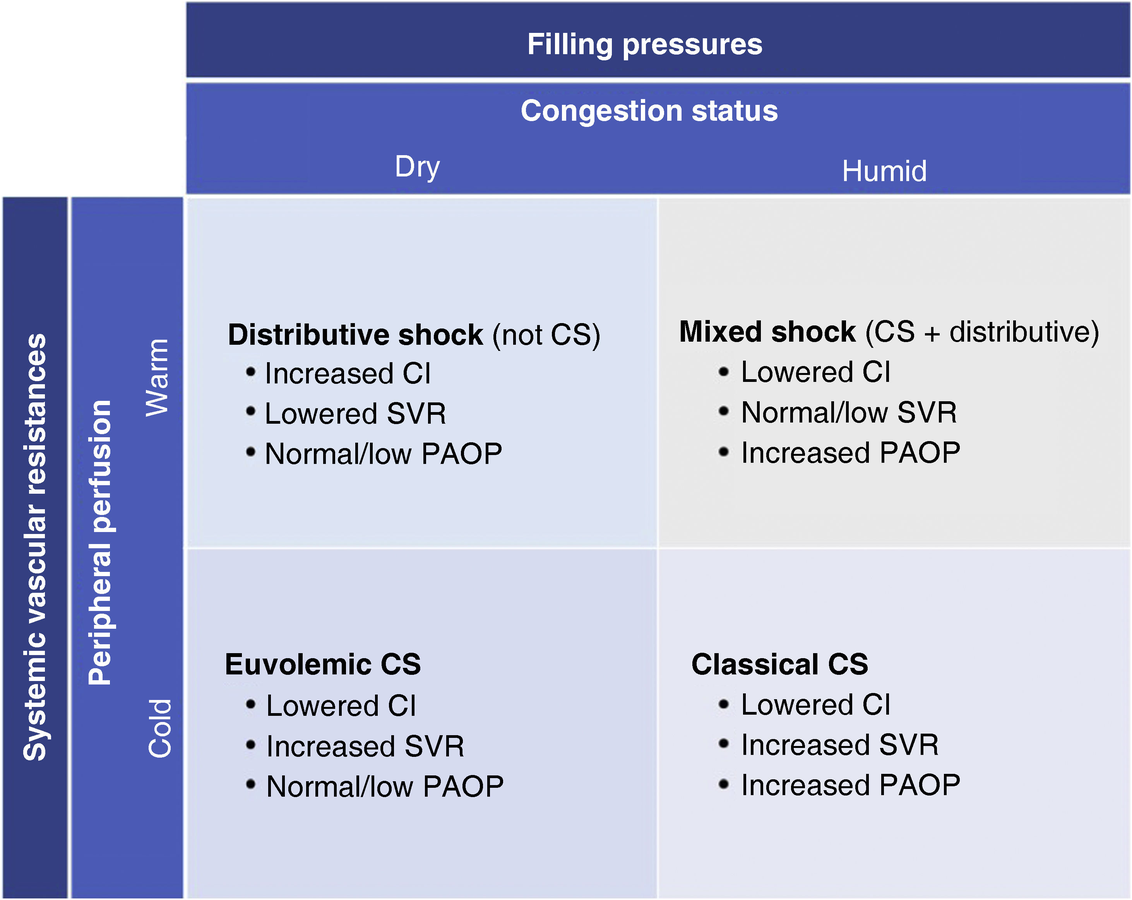 Filling pressures
Congestion status
Dry
Humid
Systemic vascular resistances
Peripheral perfusion
Warm
Distributive shock (not CS)
• Increased CI
• Lowered SVR
• Normal/low PAOP
Mixed shock (CS + distributive)
• Lowered CI
• Normal/low SVR
• Increased PAOP
Cold
Euvolemic CS
• Lowered CI
• Increased SVR
• Normal/low PAOP
Classical CS
• Lowered CI
• Increased SVR
• Increased PAOP